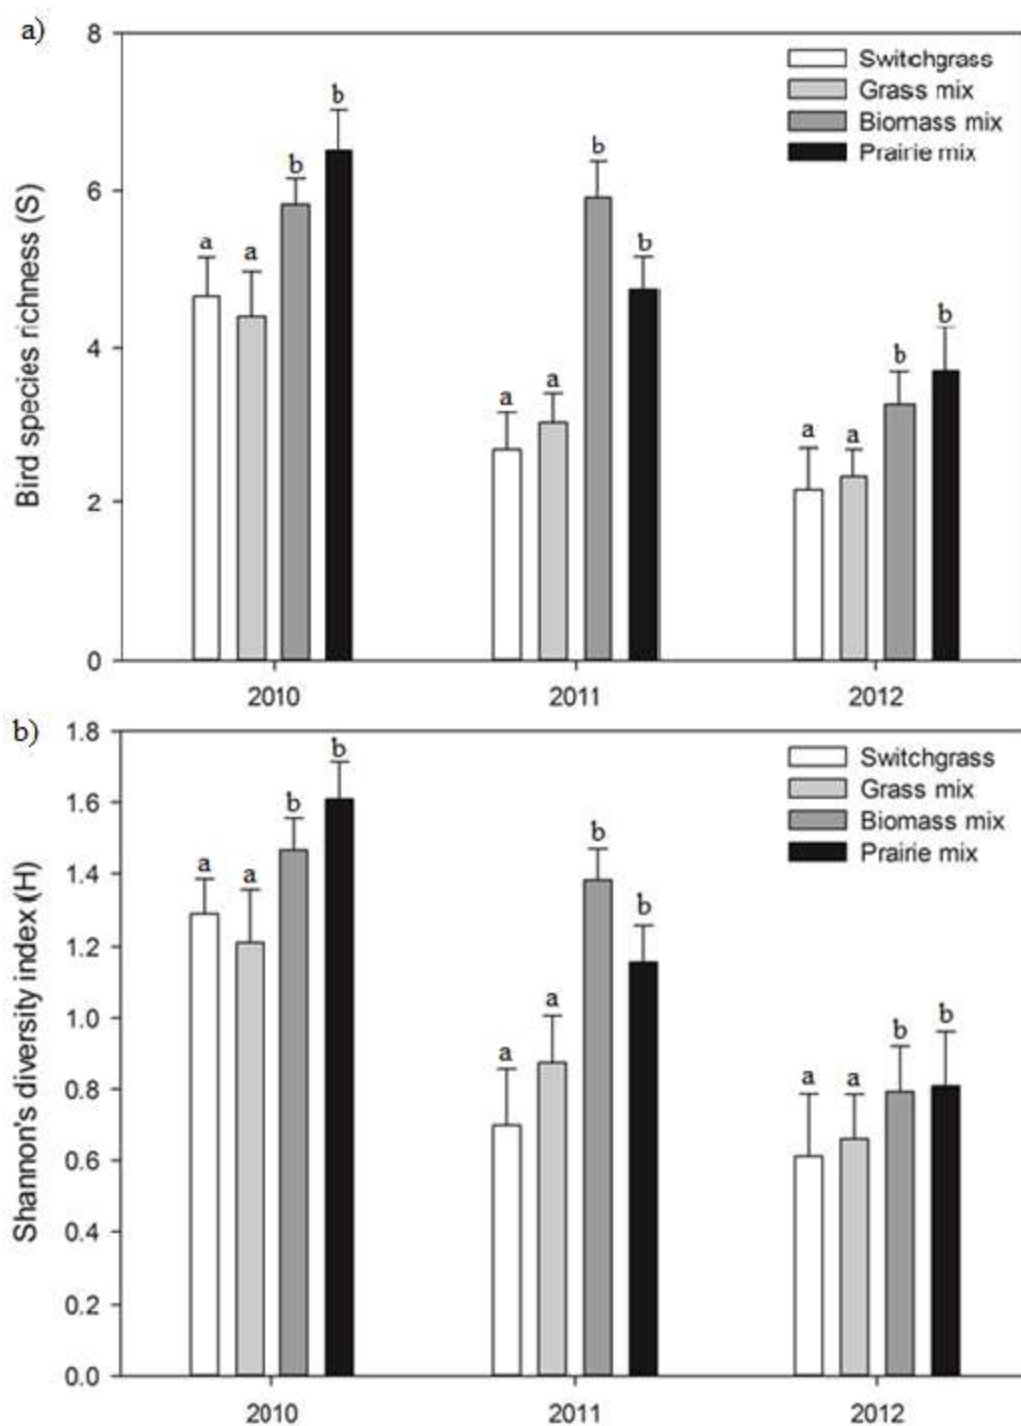 a)
8
6
4
2
0
Bird species richness (S)
Switchgrass
Grass mix
Biomass mix
Prairie mix
a
a
b
b
a
a
b
b
a
a
b
b
2010
2011
2012
b)
1.8
1.6
1.4
1.2
1.0
0.8
0.6
0.4
0.2
0.0
Shannon's diversity index (H)
Switchgrass
Grass mix
Biomass mix
Prairie mix
a
a
b
b
a
a
b
b
a
a
b
b
2010
2011
2012